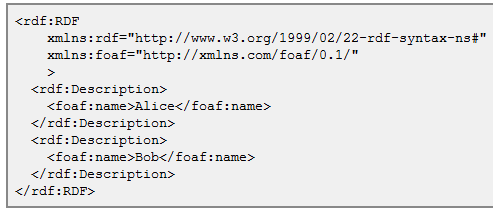 <rdf:RDF
    xmlns:rdf="http://www.w3.org/1999/02/22-rdf-syntax-ns#"
    xmlns:foaf="http://xmlns.com/foaf/0.1/"
    >
  <rdf:Description>
    <foaf:name>Alice</foaf:name>
  </rdf:Description>
  <rdf:Description>
    <foaf:name>Bob</foaf:name>
  </rdf:Description>
</rdf:RDF>